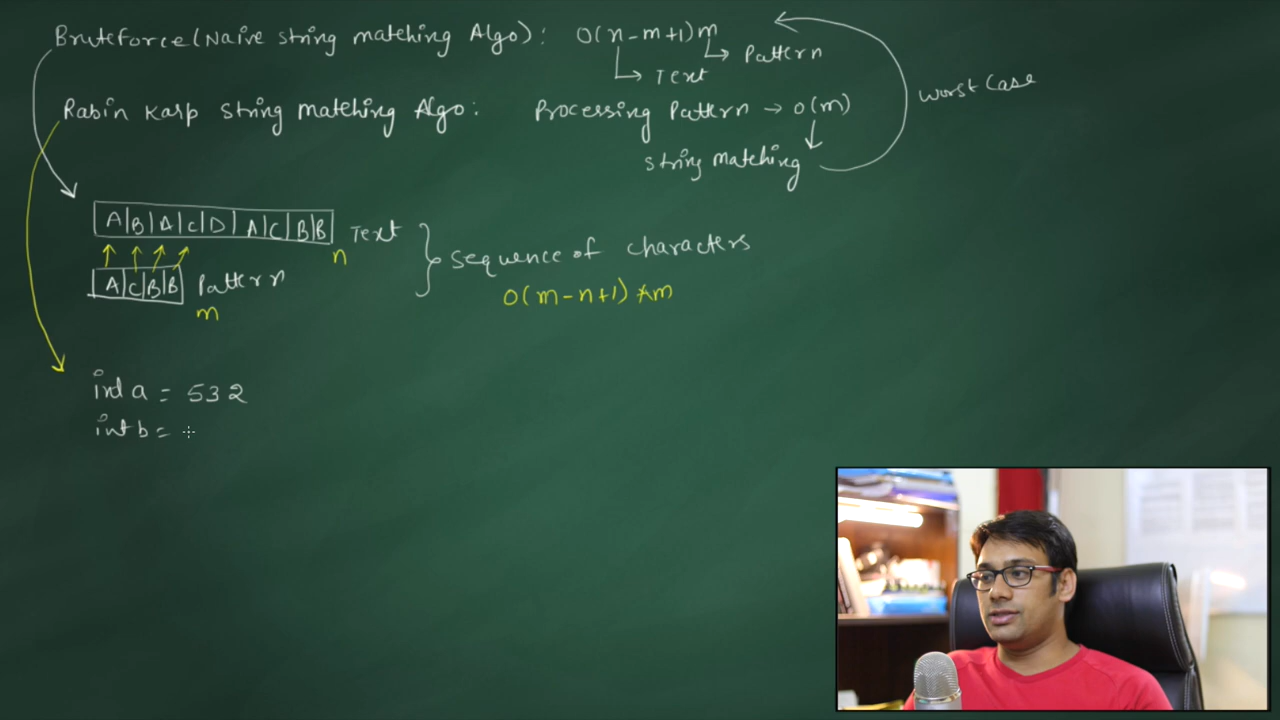 Bruteforce(Naive string matching Algo): O(n-m+1)m
Pattern
Text
Rabin Karp string matching Algo: Processing Pattern → O(m)
worst case
string matching
A|B|A|C|D|A|C|B|B Text
n
A|C|B|B Pattern
m
sequence of characters
O(m-n+1)*m
int a = 532
int b =